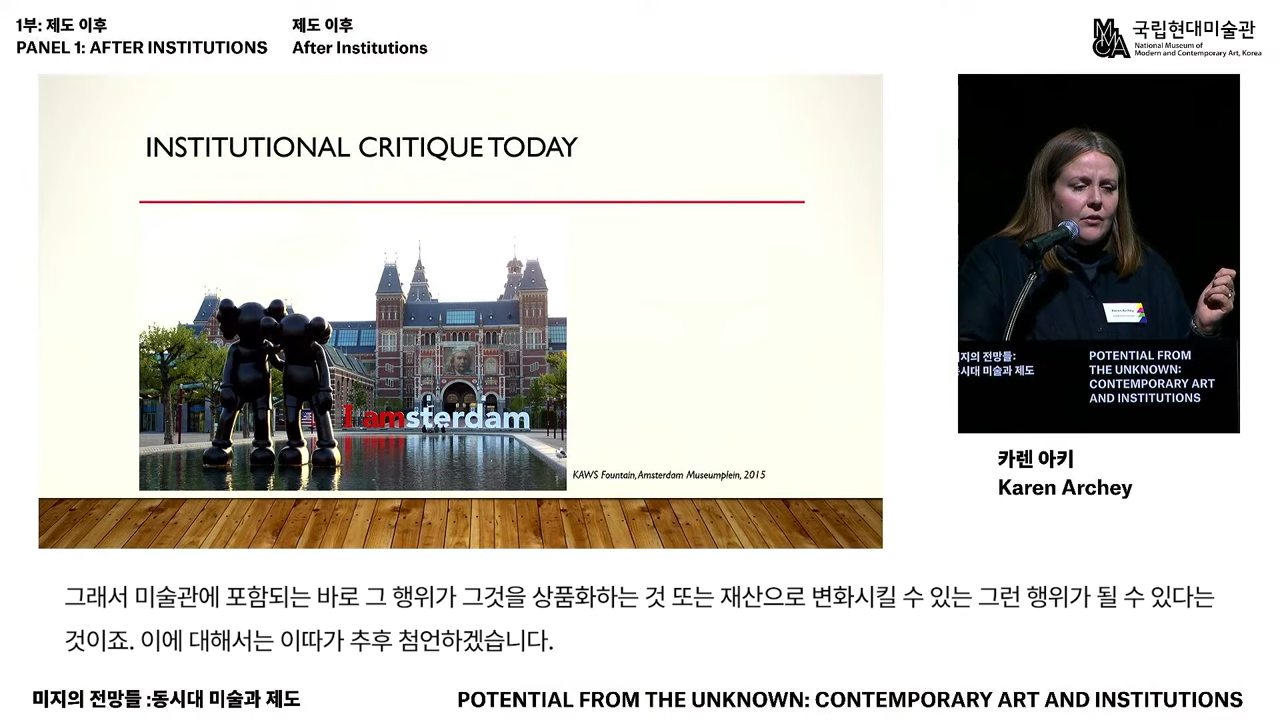 1부: 제도 이후
PANEL 1: AFTER INSTITUTIONS
제도 이후
After Institutions
MMCA
국립현대미술관
National Museum of
Modern and Contemporary Art, Korea
INSTITUTIONAL CRITIQUE TODAY
I amsterdam
KAWS Fountain, Amsterdam Museumplein, 2015
Karen Archey
지의 전망들:
시대 미술과 제도
POTENTIAL FROM
THE UNKNOWN:
CONTEMPORARY ART
AND INSTITUTIONS
카렌 아키
Karen Archey
그래서 미술관에 포함되는 바로 그 행위가 그것을 상품화하는 것 또는 재산으로 변화시킬 수 있는 그런 행위가 될 수 있다는
것이죠. 이에 대해서는 이따가 추후 첨언하겠습니다.
미지의 전망들 :동시대 미술과 제도
POTENTIAL FROM THE UNKNOWN: CONTEMPORARY ART AND INSTITUTIONS